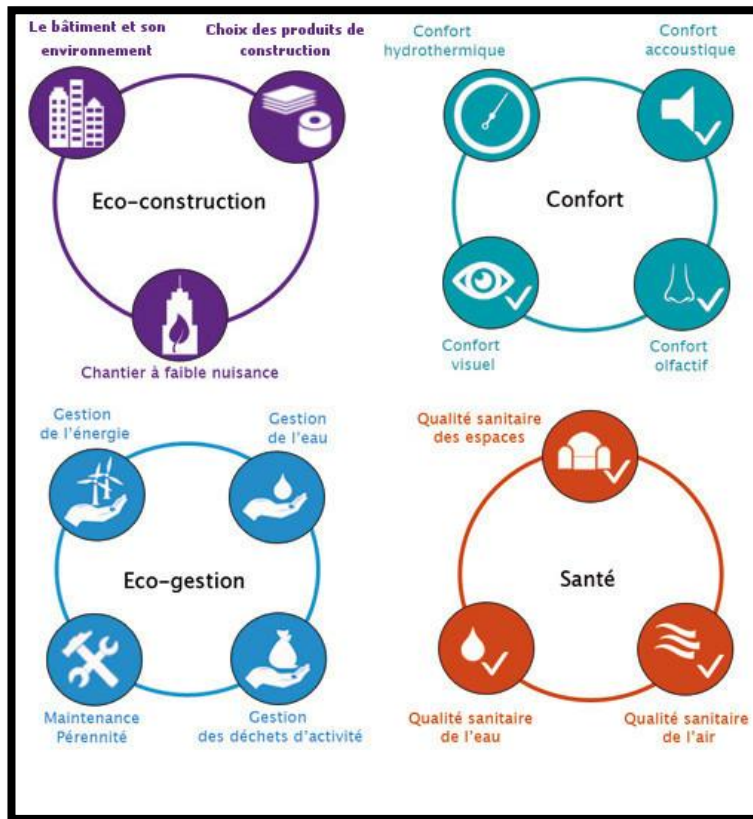 Le bâtiment et son
environnement
Choix des produits de
construction
Eco-construction
Chantier à faible nuisance
Confort
hydrothermique
Confort
accoustique
Confort
Confort
visuel
Confort
olfactif
Gestion
de l'énergie
Gestion
de l'eau
Eco-gestion
Maintenance
Pérennité
Gestion
des déchets d'activité
Qualité sanitaire
des espaces
Santé
Qualité sanitaire
de l'eau
Qualité sanitaire
de l'air